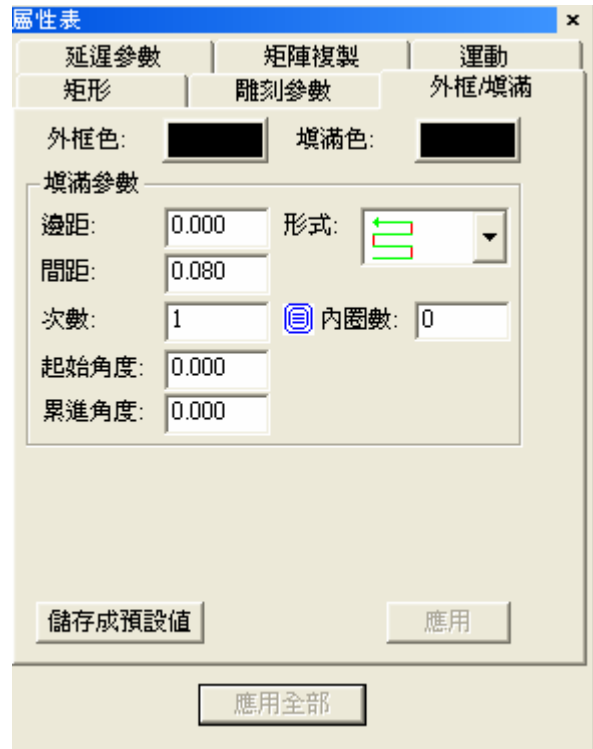 屬性表
延遲參數 矩陣複製 運動
矩形 雕刻參數 外框/填滿
外框色: 填滿色:
填滿參數
邊距: 0.000 形式:
間距: 0.080
次數: 1 內圈數: 0
起始角度: 0.000
累進角度: 0.000
儲存成預設值 應用
應用全部